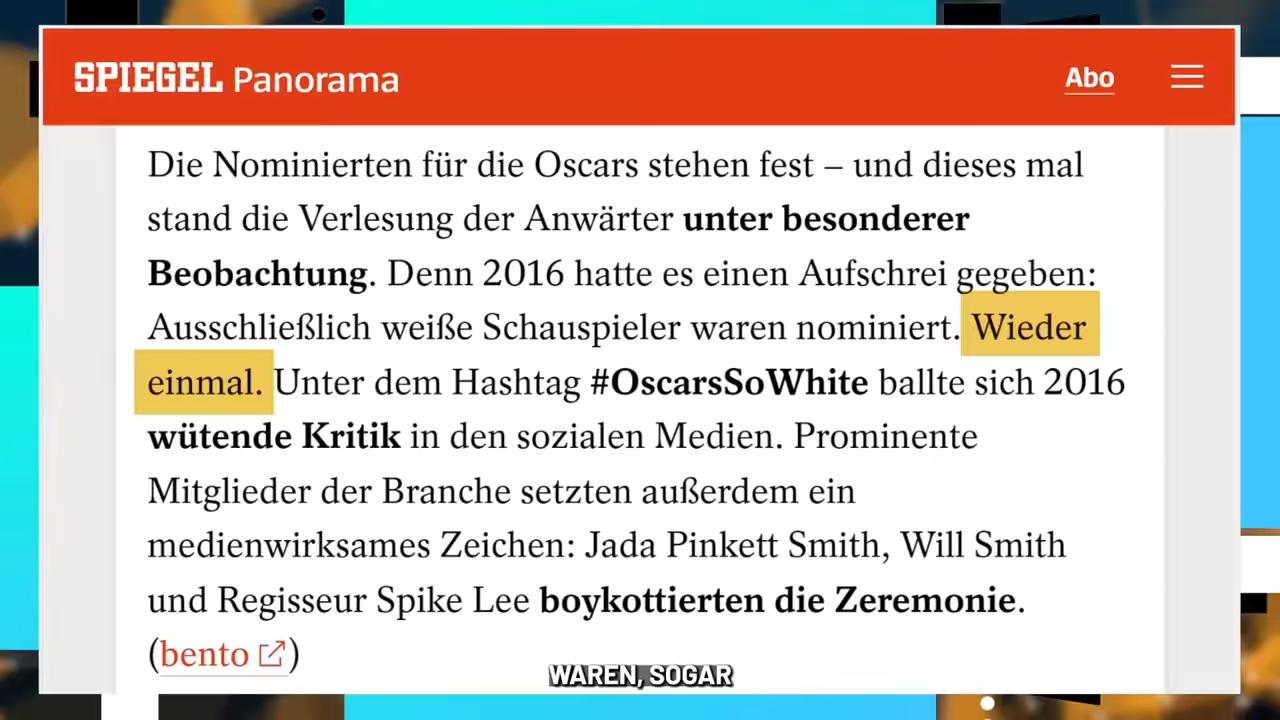 SPIEGEL Panorama
Abo
Die Nominierten für die Oscars stehen fest – und dieses mal
stand die Verlesung der Anwärter unter besonderer
Beobachtung. Denn 2016 hatte es einen Aufschrei gegeben:
Ausschließlich weiße Schauspieler waren nominiert. Wieder
einmal. Unter dem Hashtag #OscarsSoWhite ballte sich 2016
wütende Kritik in den sozialen Medien. Prominente
Mitglieder der Branche setzten außerdem ein
medienwirksames Zeichen: Jada Pinkett Smith, Will Smith
und Regisseur Spike Lee boykottierten die Zeremonie.
(bento)
WAREN, SOGAR